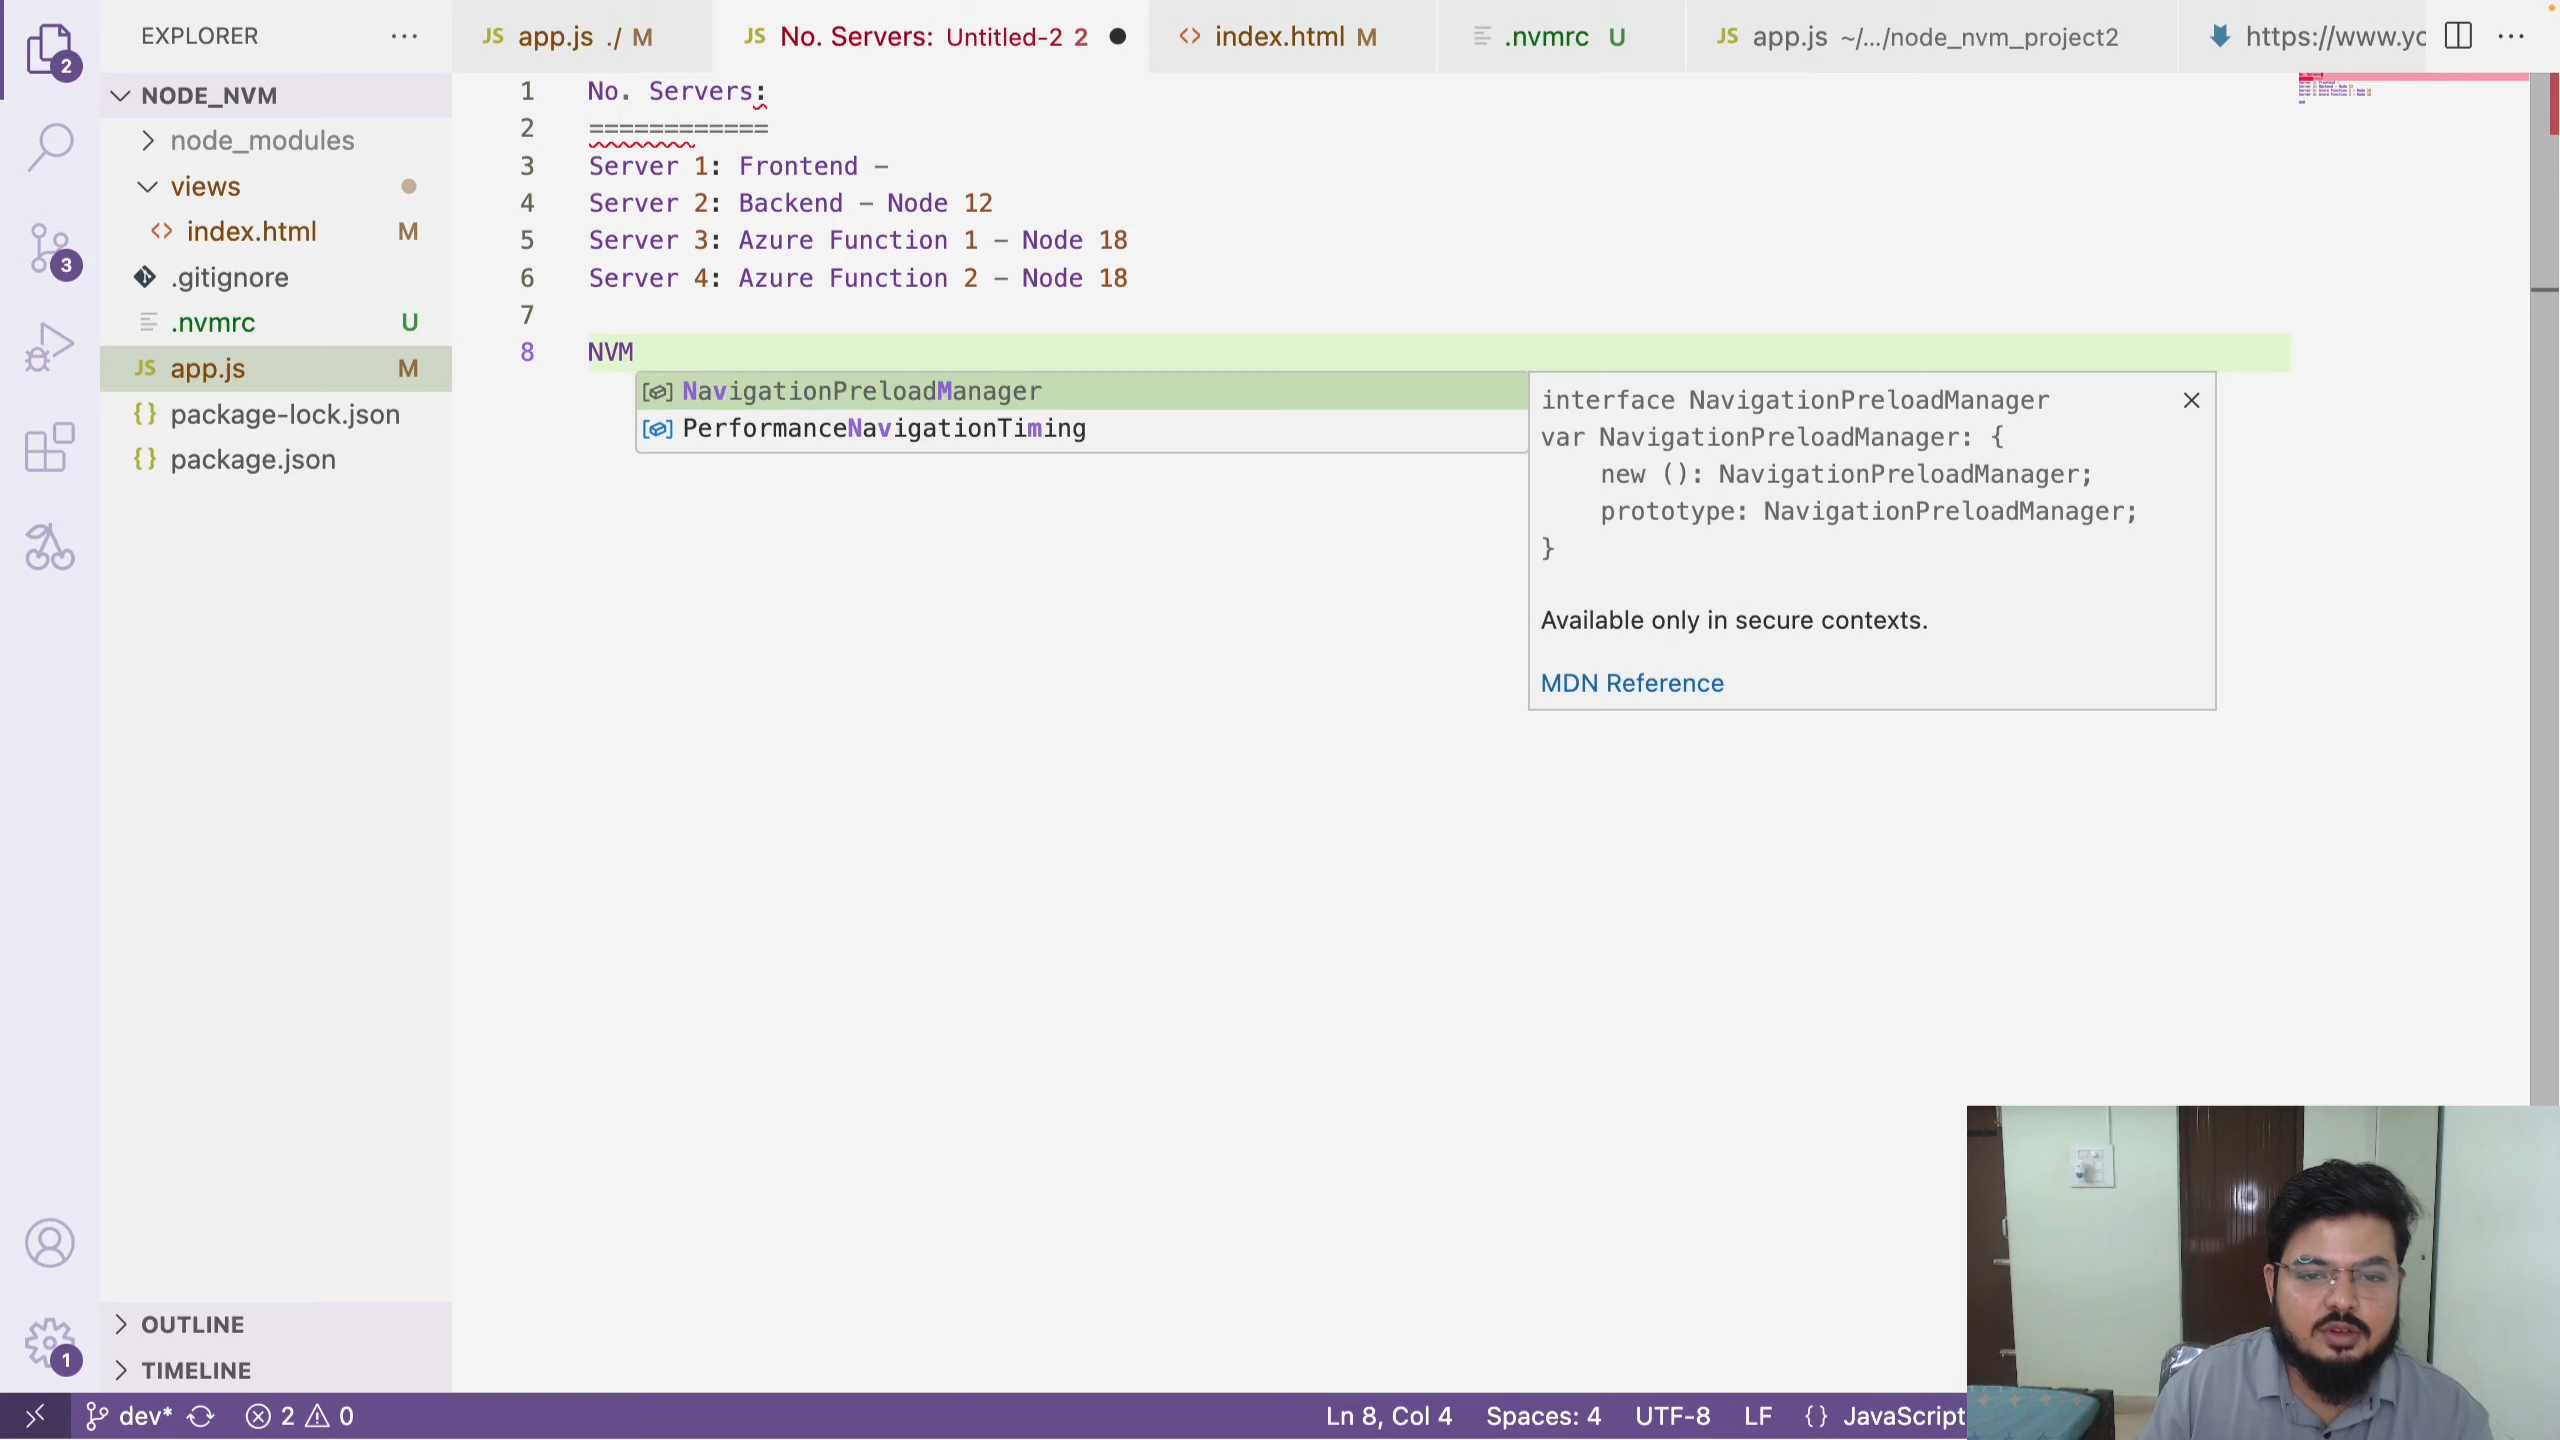 2
3
1
EXPLORER
NODE_NVM
node_modules
views
index.html M
.gitignore
.nvmrc U
JS app.js M
{} package-lock.json
{} package.json
OUTLINE
TIMELINE
JS app.js ./ M
JS No. Servers: Untitled-2 2
<> index.html M
.nvmrc U
JS app.js ~/.../node_nvm_project2
https://www.yo
1 No. Servers:
2 ============
3 Server 1: Frontend -
4 Server 2: Backend - Node 12
5 Server 3: Azure Function 1 - Node 18
6 Server 4: Azure Function 2 - Node 18
7
8 NVM
NavigationPreloadManager
PerformanceNavigationTiming
interface NavigationPreloadManager
var NavigationPreloadManager: {
new (): NavigationPreloadManager;
prototype: NavigationPreloadManager;
}
Available only in secure contexts.
MDN Reference
dev* 2 0
Ln 8, Col 4 Spaces: 4 UTF-8 LF {} JavaScript